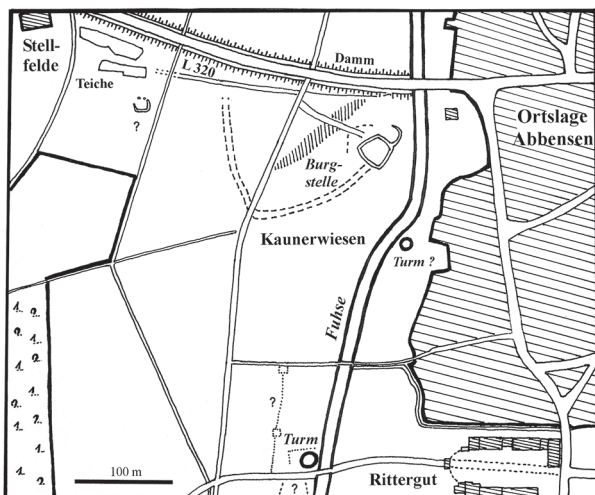 Stell-
felde
Damm
L 320
Teiche
?
Ortslage
Abbensen
Burg-
stelle
Kaunerwiesen
Turm ?
Fuhse
?
Turm
100 m
?
Rittergut